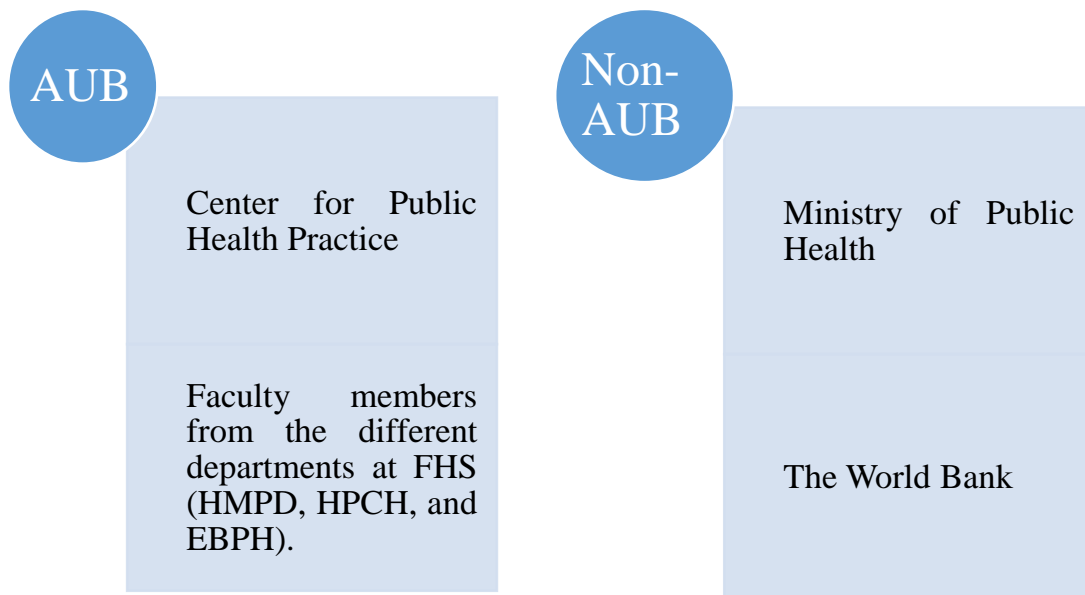 AUB
Center for Public
Health Practice
Faculty members
from the different
departments at FHS
(HMPD, HPCH, and
EBPH).
Non-
AUB
Ministry of Public
Health
The World Bank